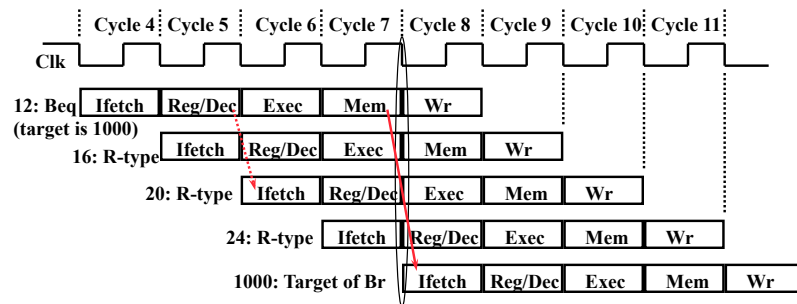 Cycle 4 Cycle 5 Cycle 6 Cycle 7 Cycle 8 Cycle 9 Cycle 10 Cycle 11
Clk
12: Beq Ifetch Reg/Dec Exec Mem Wr
(target is 1000)
16: R-type Ifetch Reg/Dec Exec Mem Wr
20: R-type Ifetch Reg/Dec Exec Mem Wr
24: R-type Ifetch Reg/Dec Exec Mem Wr
1000: Target of Br Ifetch Reg/Dec Exec Mem Wr